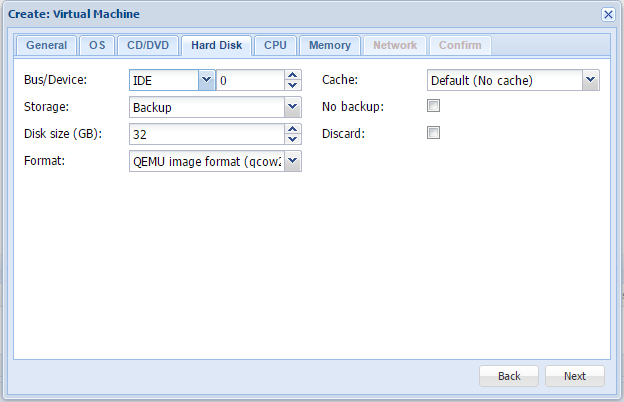 Create: Virtual Machine
General OS CD/DVD Hard Disk CPU Memory Network Confirm
Bus/Device: IDE 0 Cache: Default (No cache)
Storage: Backup No backup:
Disk size (GB): 32 Discard:
Format: QEMU image format (qcow2
Back Next